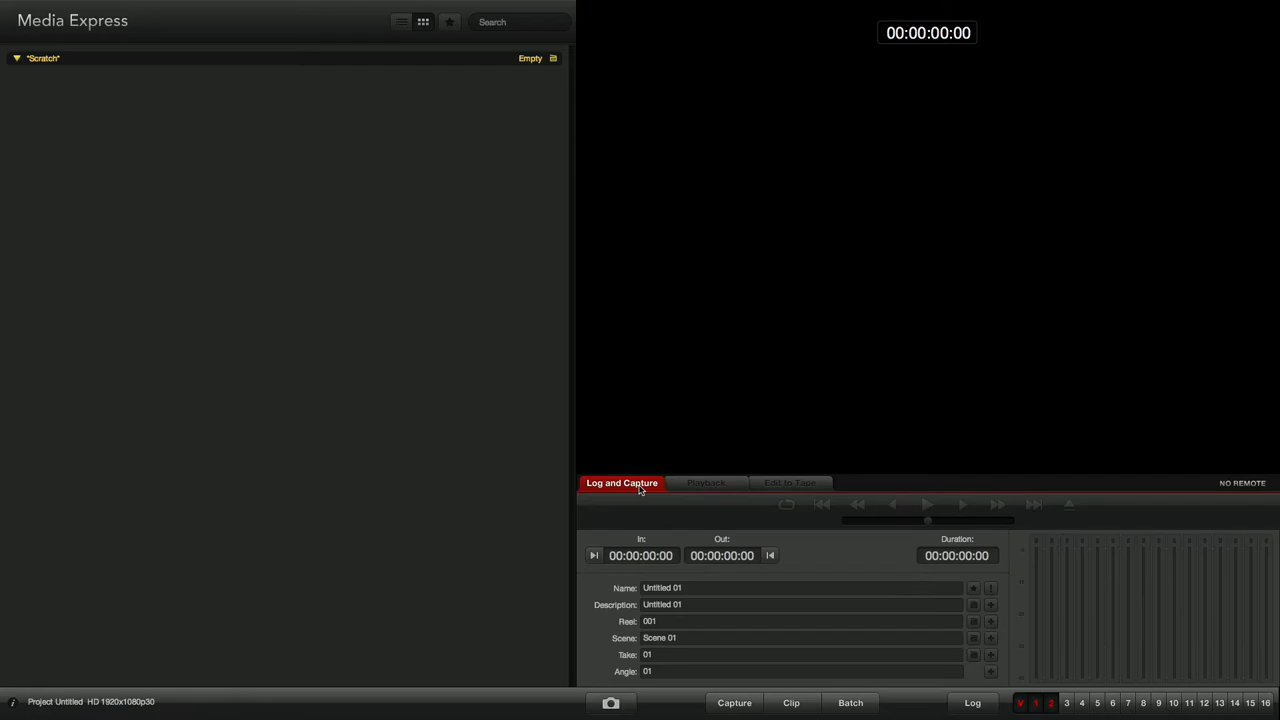 Media Express
Search
00:00:00:00
"Scratch"
Empty
Log and Capture
Playback
Edit to Tape
NO REMOTE
In:
Out:
Duration:
00:00:00:00
00:00:00:00
00:00:00:00
Name: Untitled 01
Description: Untitled 01
Reel: 001
Scene: Scene 01
Take: 01
Angle: 01
Project Untitled HD 1920x1080p30
Capture
Clip
Batch
Log
V 1 2 3 4 5 6 7 8 9 10 11 12 13 14 15 16